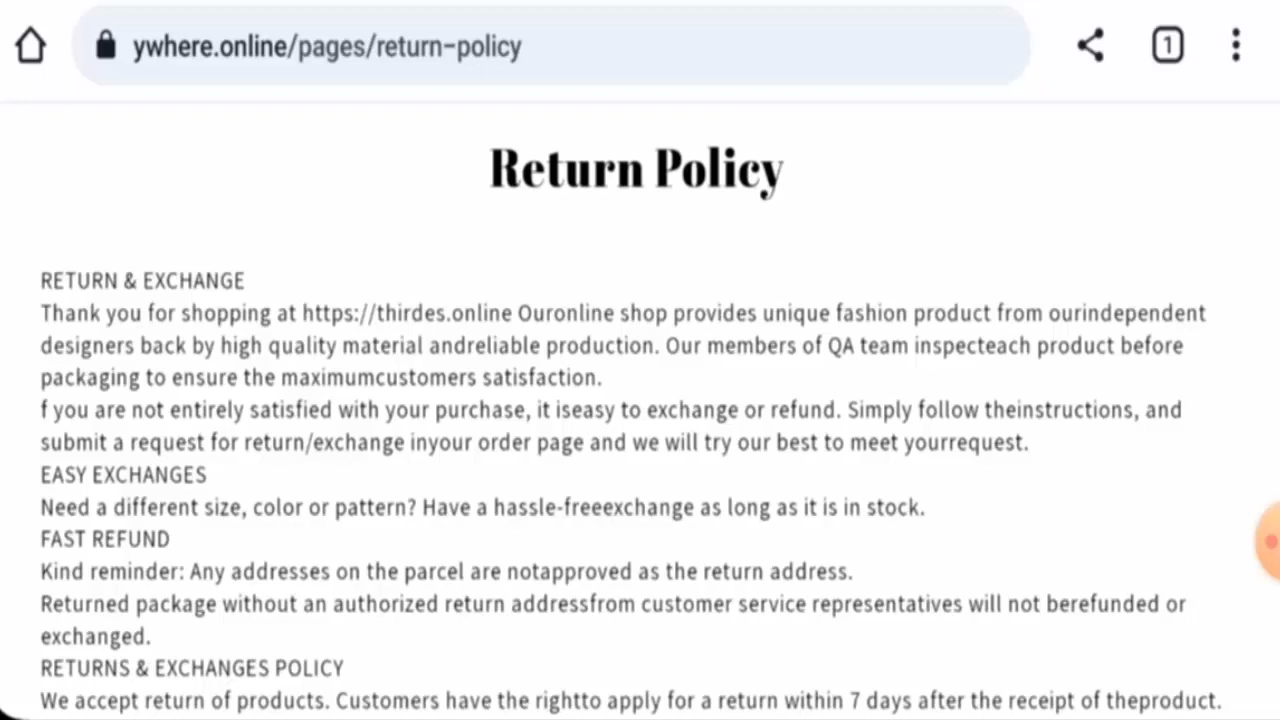 ywhere.online/pages/return-policy
1
Return Policy
RETURN & EXCHANGE
Thank you for shopping at https://thirdes.online Ouronline shop provides unique fashion product from ourindependent
designers back by high quality material andreliable production. Our members of QA team inspecteach product before
packaging to ensure the maximumcustomers satisfaction.
f you are not entirely satisfied with your purchase, it iseasy to exchange or refund. Simply follow theinstructions, and
submit a request for return/exchange inyour order page and we will try our best to meet yourrequest.
EASY EXCHANGES
Need a different size, color or pattern? Have a hassle-freeexchange as long as it is in stock.
FAST REFUND
Kind reminder: Any addresses on the parcel are notapproved as the return address.
Returned package without an authorized return addressfrom customer service representatives will not berefunded or
exchanged.
RETURNS & EXCHANGES POLICY
We accept return of products. Customers have the rightto apply for a return within 7 days after the receipt of theproduct.